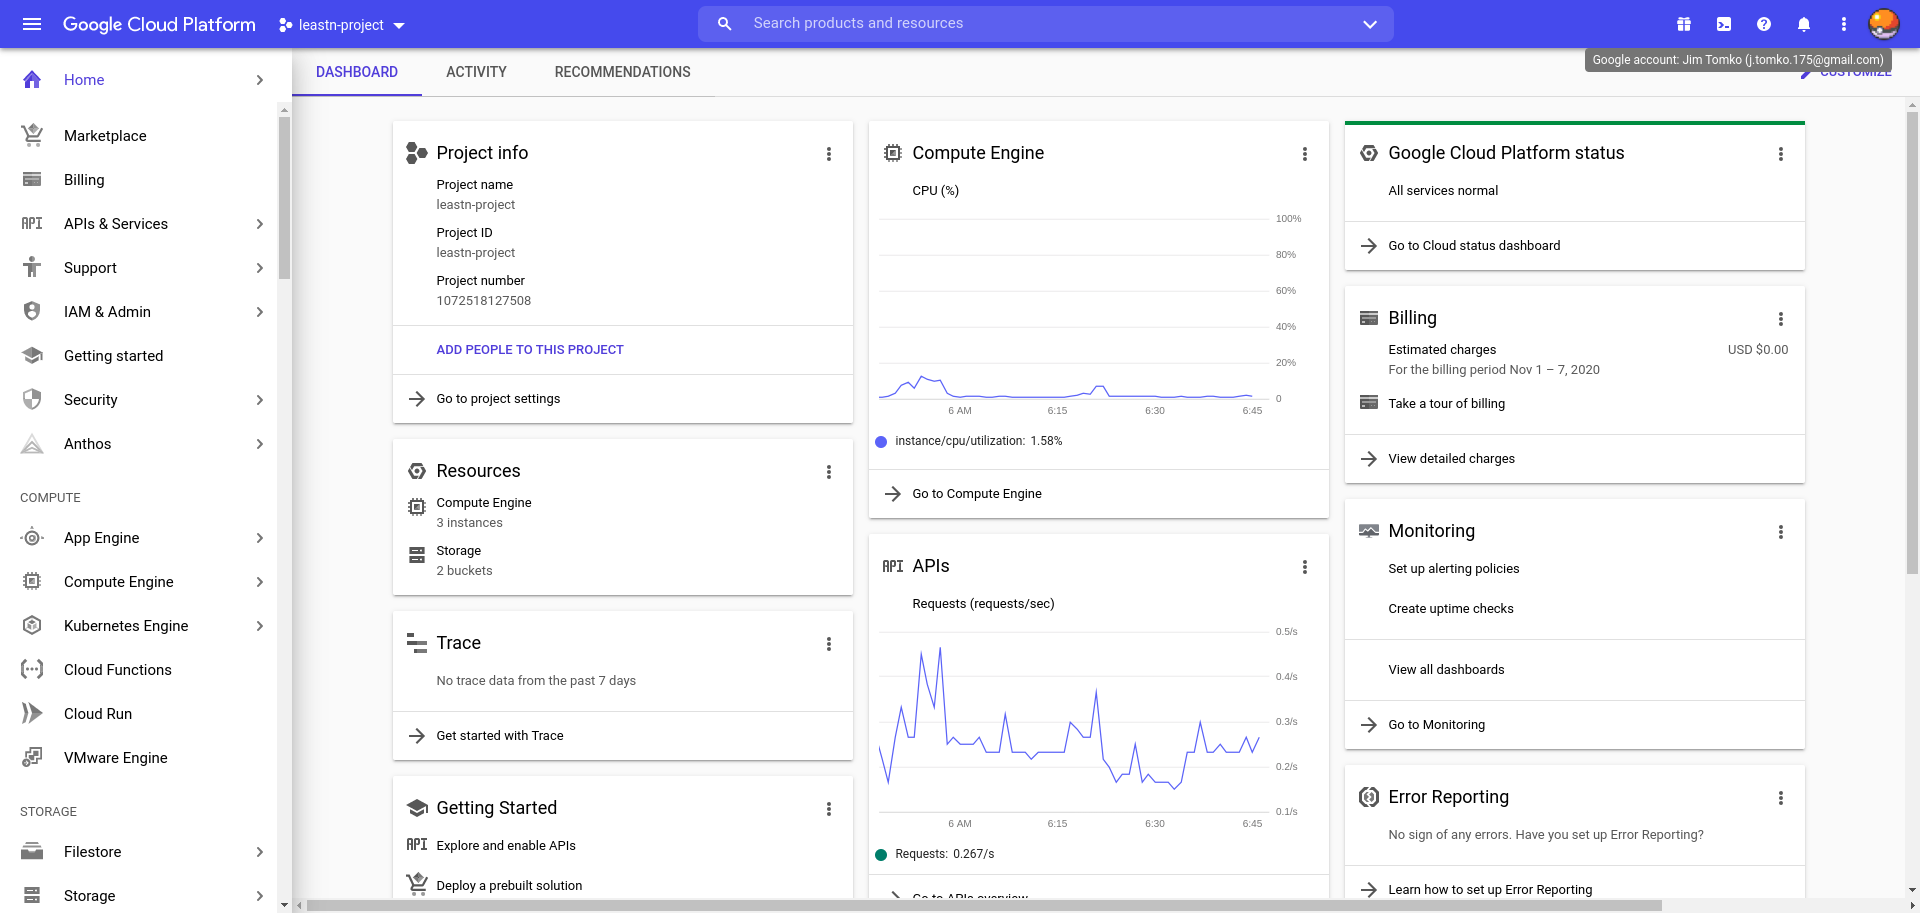 Google Cloud Platform
leastn-project
Search products and resources
Google account: Jim Tomko (j.tomko.175@gmail.com)
Home
Marketplace
Billing
APIs & Services
Support
IAM & Admin
Getting started
Security
Anthos
COMPUTE
App Engine
Compute Engine
Kubernetes Engine
Cloud Functions
Cloud Run
VMware Engine
STORAGE
Filestore
Storage
DASHBOARD
ACTIVITY
RECOMMENDATIONS
CUSTOMIZE
Project info
Project name
leastn-project
Project ID
leastn-project
Project number
1072518127508
ADD PEOPLE TO THIS PROJECT
Go to project settings
Resources
Compute Engine
3 instances
Storage
2 buckets
Trace
No trace data from the past 7 days
Get started with Trace
Getting Started
API Explore and enable APIs
Deploy a prebuilt solution
Compute Engine
CPU (%)
100%
80%
60%
40%
20%
0
6 AM 6:15 6:30 6:45
instance/cpu/utilization: 1.58%
Go to Compute Engine
API APIs
Requests (requests/sec)
0.5/s
0.4/s
0.3/s
0.2/s
0.1/s
6 AM 6:15 6:30 6:45
Requests: 0.267/s
Go to APIs overview
Google Cloud Platform status
All services normal
Go to Cloud status dashboard
Billing
Estimated charges USD $0.00
For the billing period Nov 1 – 7, 2020
Take a tour of billing
View detailed charges
Monitoring
Set up alerting policies
Create uptime checks
View all dashboards
Go to Monitoring
Error Reporting
No sign of any errors. Have you set up Error Reporting?
Learn how to set up Error Reporting